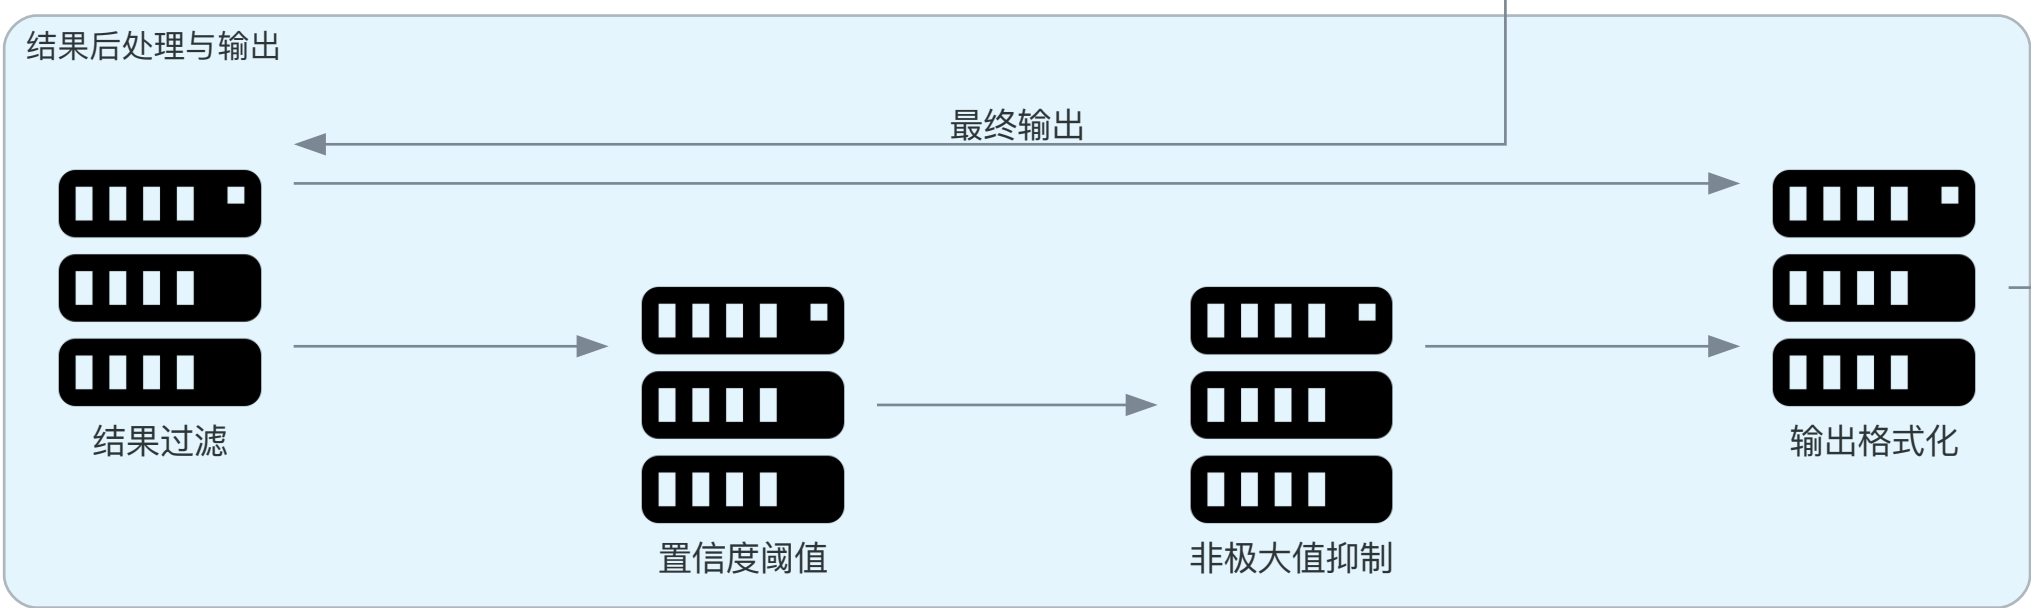 结果后处理与输出
最终输出
结果过滤
输出格式化
置信度阈值
非极大值抑制